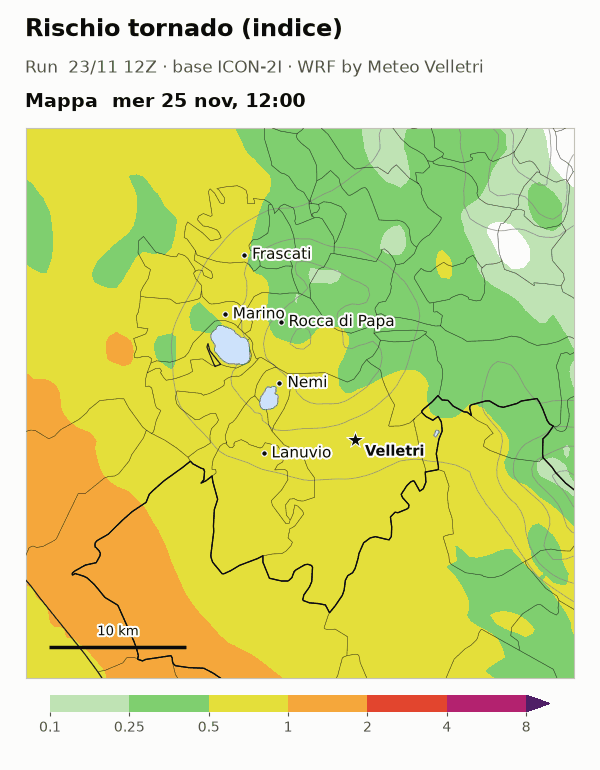 Rischio tornado (indice)
Run  23/11 12Z · base ICON-2I · WRF by Meteo Velletri
Mappa  mer 25 nov, 12:00
Frascati
Marino
Rocca di Papa
Nemi
Velletri
Lanuvio
10 km
0.1 0.25 0.5 1 2 4 8